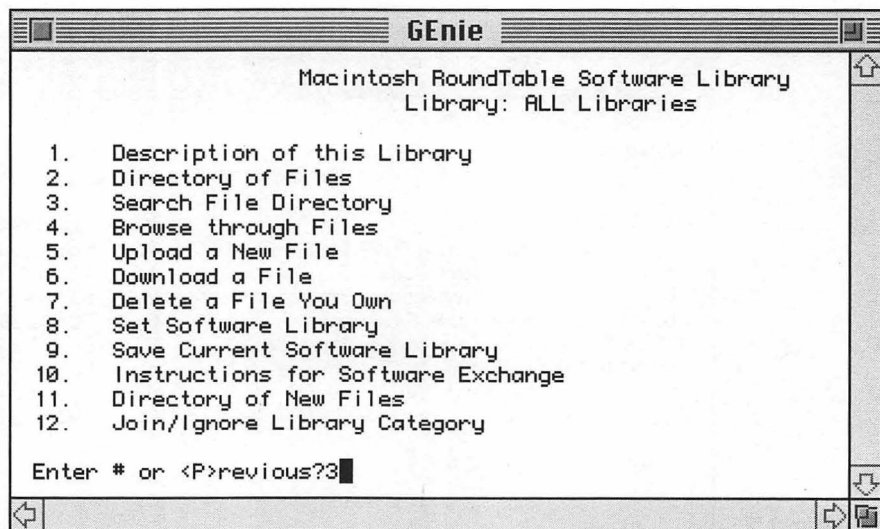 GEnie
Macintosh RoundTable Software Library
Library: ALL Libraries
1. Description of this Library
2. Directory of Files
3. Search File Directory
4. Browse through Files
5. Upload a New File
6. Download a File
7. Delete a File You Own
8. Set Software Library
9. Save Current Software Library
10. Instructions for Software Exchange
11. Directory of New Files
12. Join/Ignore Library Category
Enter # or <P>revious?3